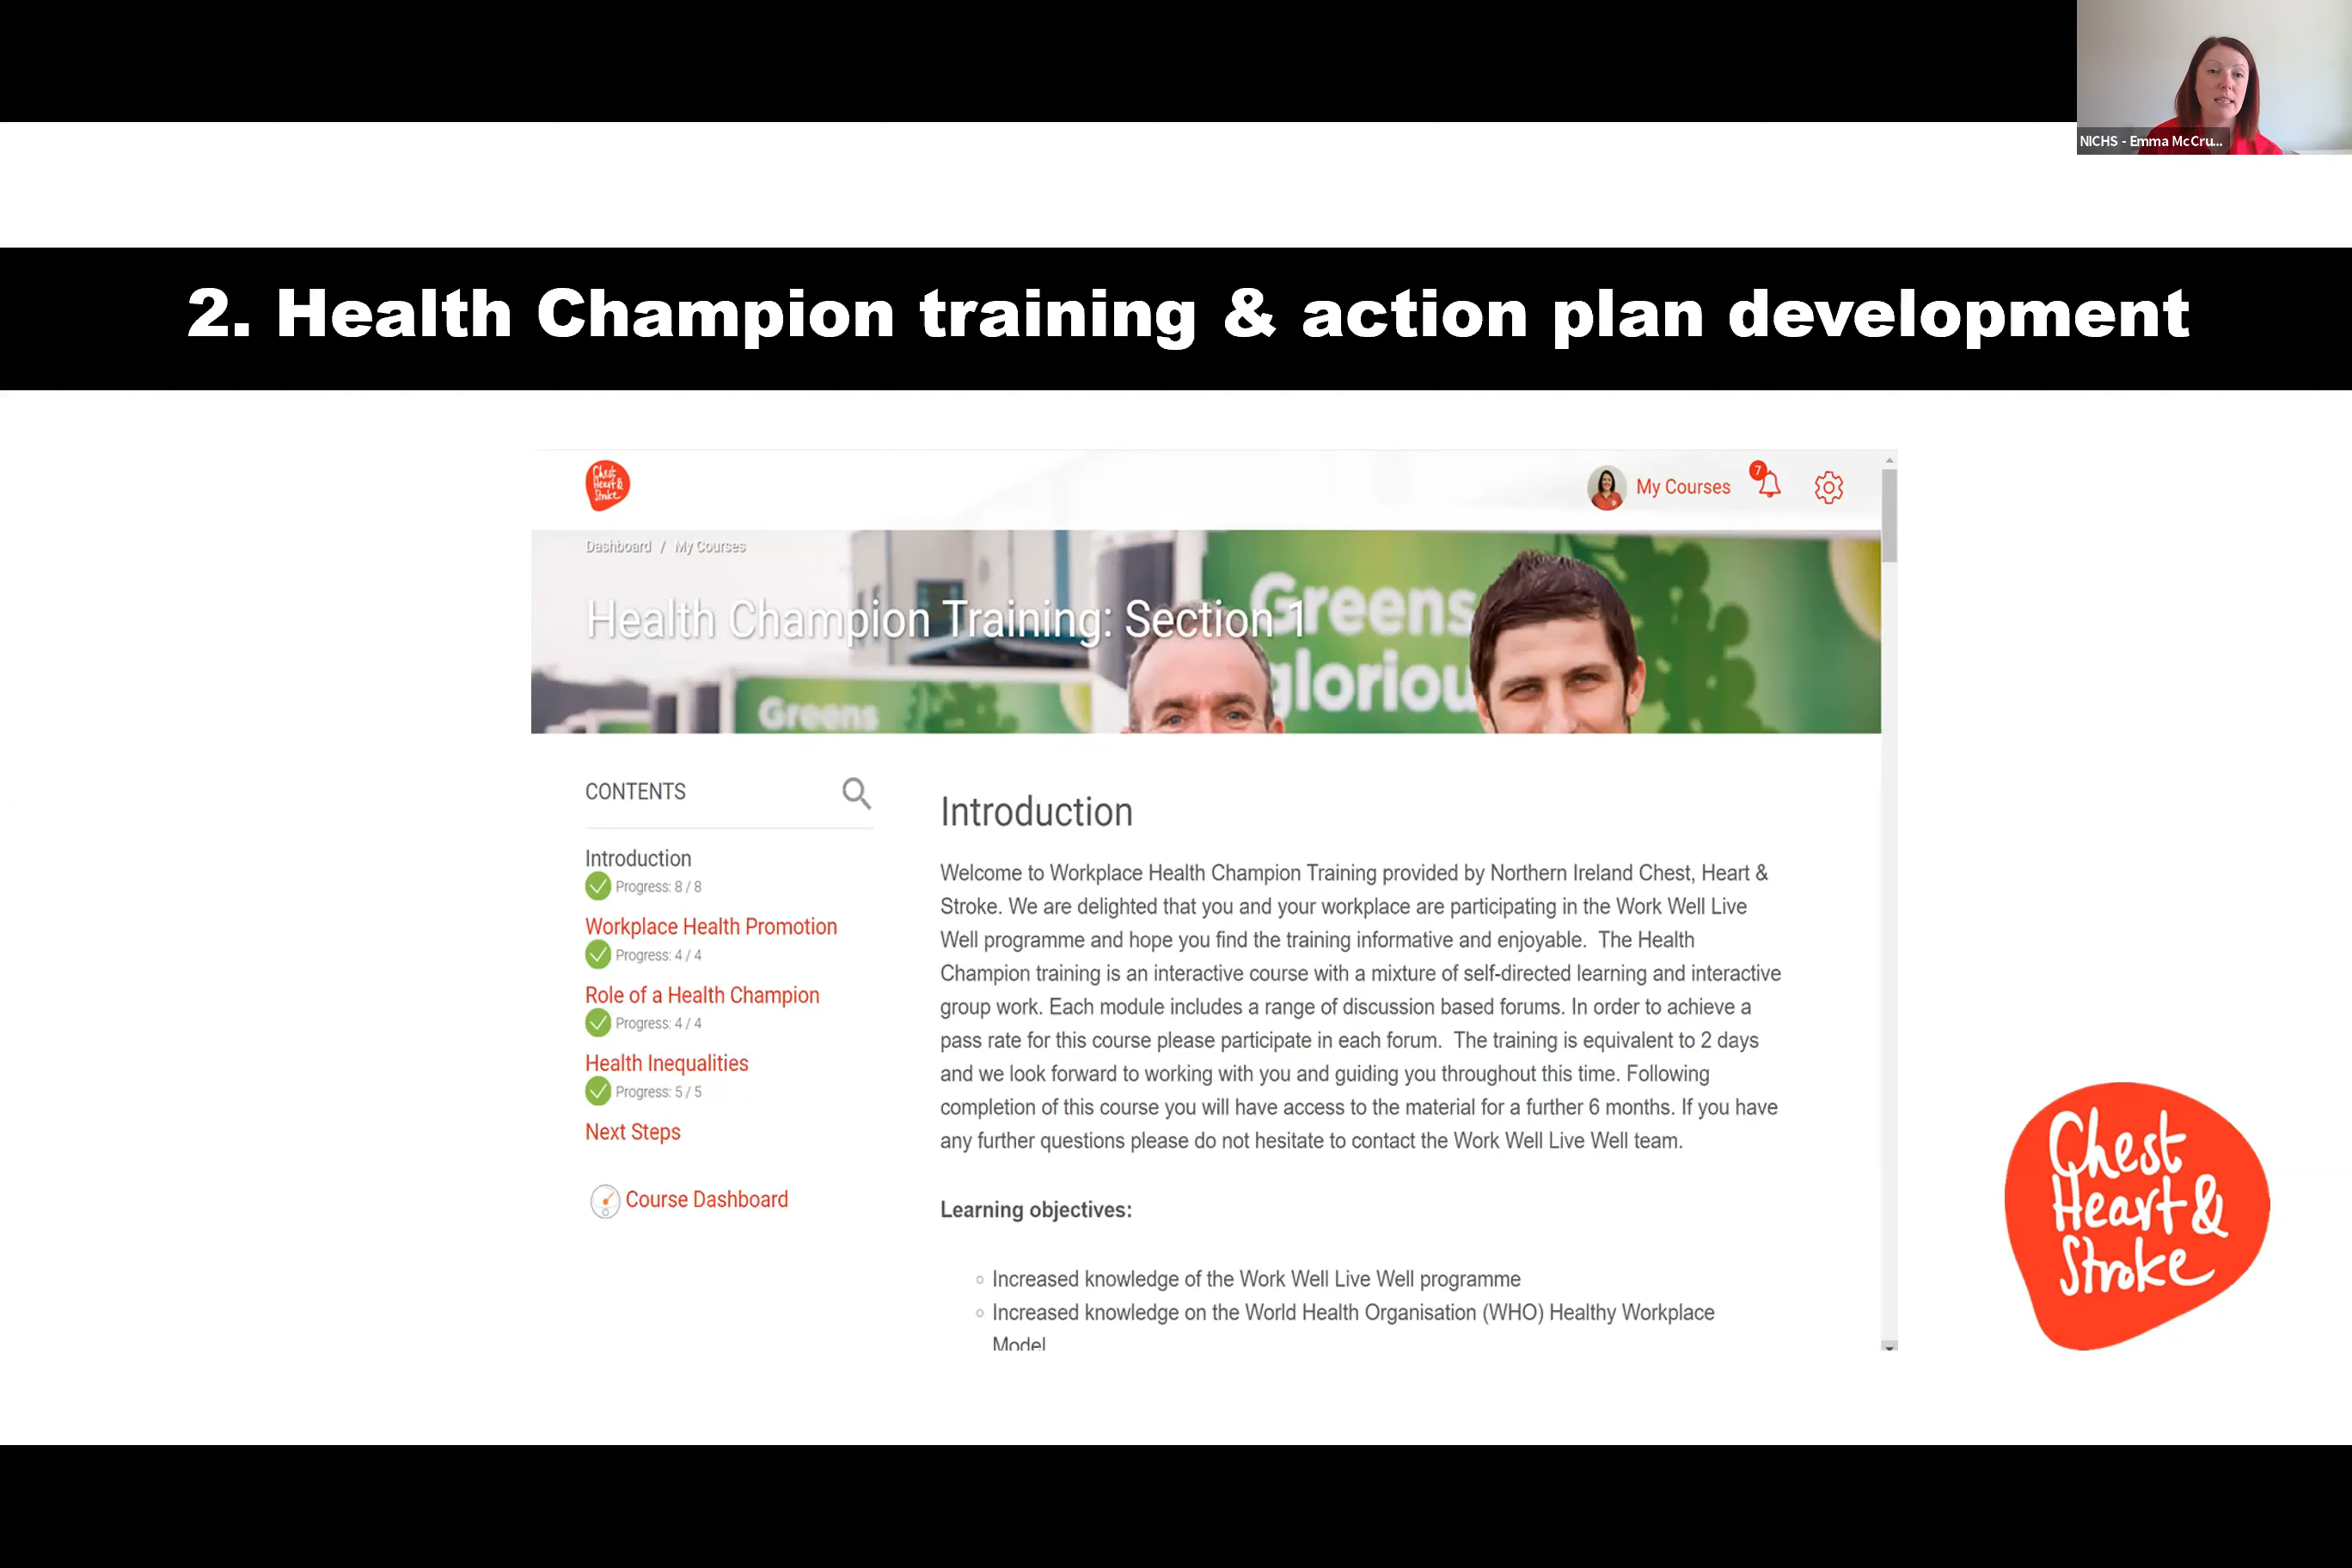 NICHS - Emma McCru...
2. Health Champion training & action plan development
Chest
Heart &
Stroke
My Courses
7
Dashboard / My Courses
Health Champion Training: Section 1
Greens
gloriou
Greens
CONTENTS
Introduction
Progress: 8 / 8
Workplace Health Promotion
Progress: 4 / 4
Role of a Health Champion
Progress: 4 / 4
Health Inequalities
Progress: 5 / 5
Next Steps
Course Dashboard
Introduction
Welcome to Workplace Health Champion Training provided by Northern Ireland Chest, Heart &
Stroke. We are delighted that you and your workplace are participating in the Work Well Live
Well programme and hope you find the training informative and enjoyable. The Health
Champion training is an interactive course with a mixture of self-directed learning and interactive
group work. Each module includes a range of discussion based forums. In order to achieve a
pass rate for this course please participate in each forum. The training is equivalent to 2 days
and we look forward to working with you and guiding you throughout this time. Following
completion of this course you will have access to the material for a further 6 months. If you have
any further questions please do not hesitate to contact the Work Well Live Well team.
Learning objectives:
Increased knowledge of the Work Well Live Well programme
Increased knowledge on the World Health Organisation (WHO) Healthy Workplace
Model
Chest
Heart &
Stroke